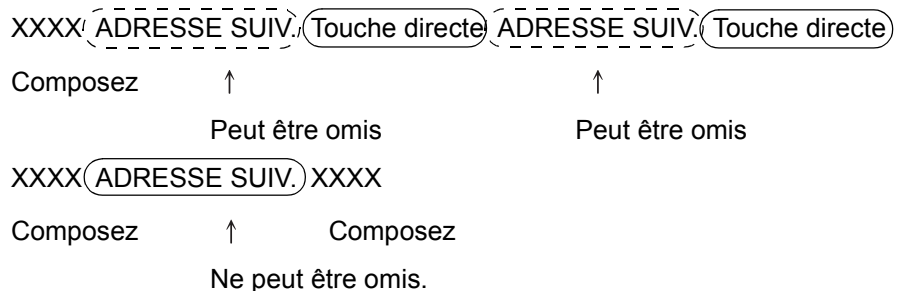 XXXX ADRESSE SUIV. Touche directe ADRESSE SUIV. Touche directe
Composez ↑ ↑
Peut être omis Peut être omis
XXXX ADRESSE SUIV. XXXX
Composez ↑ Composez
Ne peut être omis.